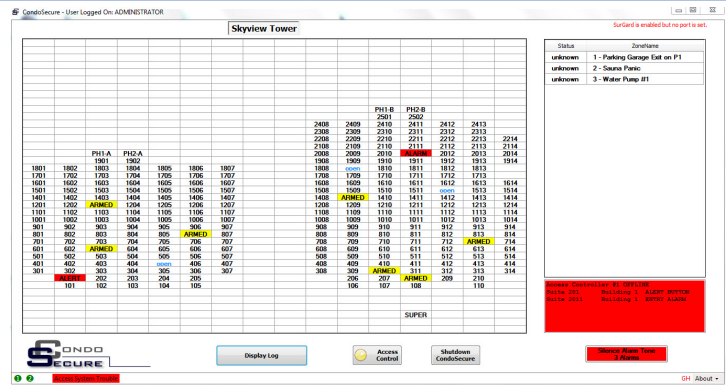 CondoSecure - User Logged On: ADMINISTRATOR
Skyview Tower
SurGard is enabled but no port is set.
PH1-B PH2-B
2501 2502
2408 2409 2410 2411 2412 2413
2308 2309 2310 2311 2312 2313
2208 2209 2210 2211 2212 2213 2214
2108 2109 2010 2111 2112 2113 2114
PH1-A PH2-A 2008 2009 2010 ALARM 2012 2013 2014
1901 1902 1908 1909 1910 1911 1912 1913 1914
1801 1802 1803 1804 1805 1806 1807 1808 open 1810 1811 1812 1813
1701 1702 1703 1704 1705 1706 1707 1708 1709 1710 1711 1712 1713
1601 1602 1603 1604 1605 1606 1607 1608 1609 1610 1611 1612 1613 1614
1501 1502 1503 1504 1505 1506 1507 1508 1509 1510 1511 open 1513 1514
1401 1402 1403 1404 1405 1406 1407 1408 ARMED 1410 1411 1412 1413 1414
1201 1202 ARMED 1204 1205 1206 1207 1208 1209 1210 1211 1212 1213 1214
1101 1102 1103 1104 1105 1106 1107 1108 1109 1110 1111 1112 1113 1114
1001 1002 1003 1004 1005 1006 1007 1008 1009 1010 1011 1012 1013 1014
901 902 903 904 905 906 907 908 909 910 911 912 913 914
801 802 803 804 805 ARMED 807 808 809 810 811 812 813 814
701 702 703 704 705 706 707 708 709 710 711 712 ARMED 714
601 602 ARMED 604 605 606 607 608 609 610 611 612 613 614
501 502 503 504 505 506 507 508 509 510 511 512 513 514
401 402 403 404 open 406 407 408 409 410 411 412 413 414
301 302 303 304 305 306 307 308 309 ARMED 311 312 313 314
ALERT 202 203 204 205 206 207 ARMED 209 210
101 102 103 104 105 106 107 108 110
SUPER
Status ZoneName
unknown 1 - Parking Garage Exit on P1
unknown 2 - Sauna Panic
unknown 3 - Water Pump #1
Access Controller #1 OFFLINE
Suite 201 Building 1 ALERT BUTTON
Suite 2011 Building 1 ENTRY ALARM
CONDO
SECURE
Display Log
Access Control
Shutdown CondoSecure
Silence Alarm Tone
3 Alarms
1 2 Access System Trouble
GH About